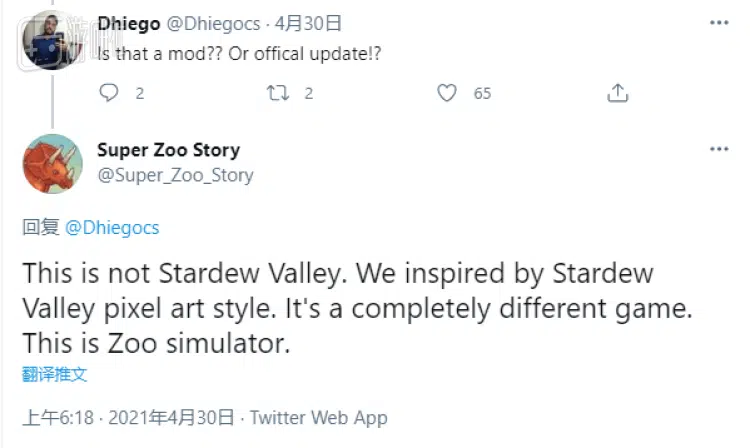 Dhiego @Dhiegocs · 4月30日
Is that a mod?? Or offical update!?
2 2 65
Super Zoo Story
@Super_Zoo_Story
回复 @Dhiegocs
This is not Stardew Valley. We inspired by Stardew
Valley pixel art style. It's a completely different game.
This is Zoo simulator.
翻译推文
上午6:18 · 2021年4月30日 · Twitter Web App